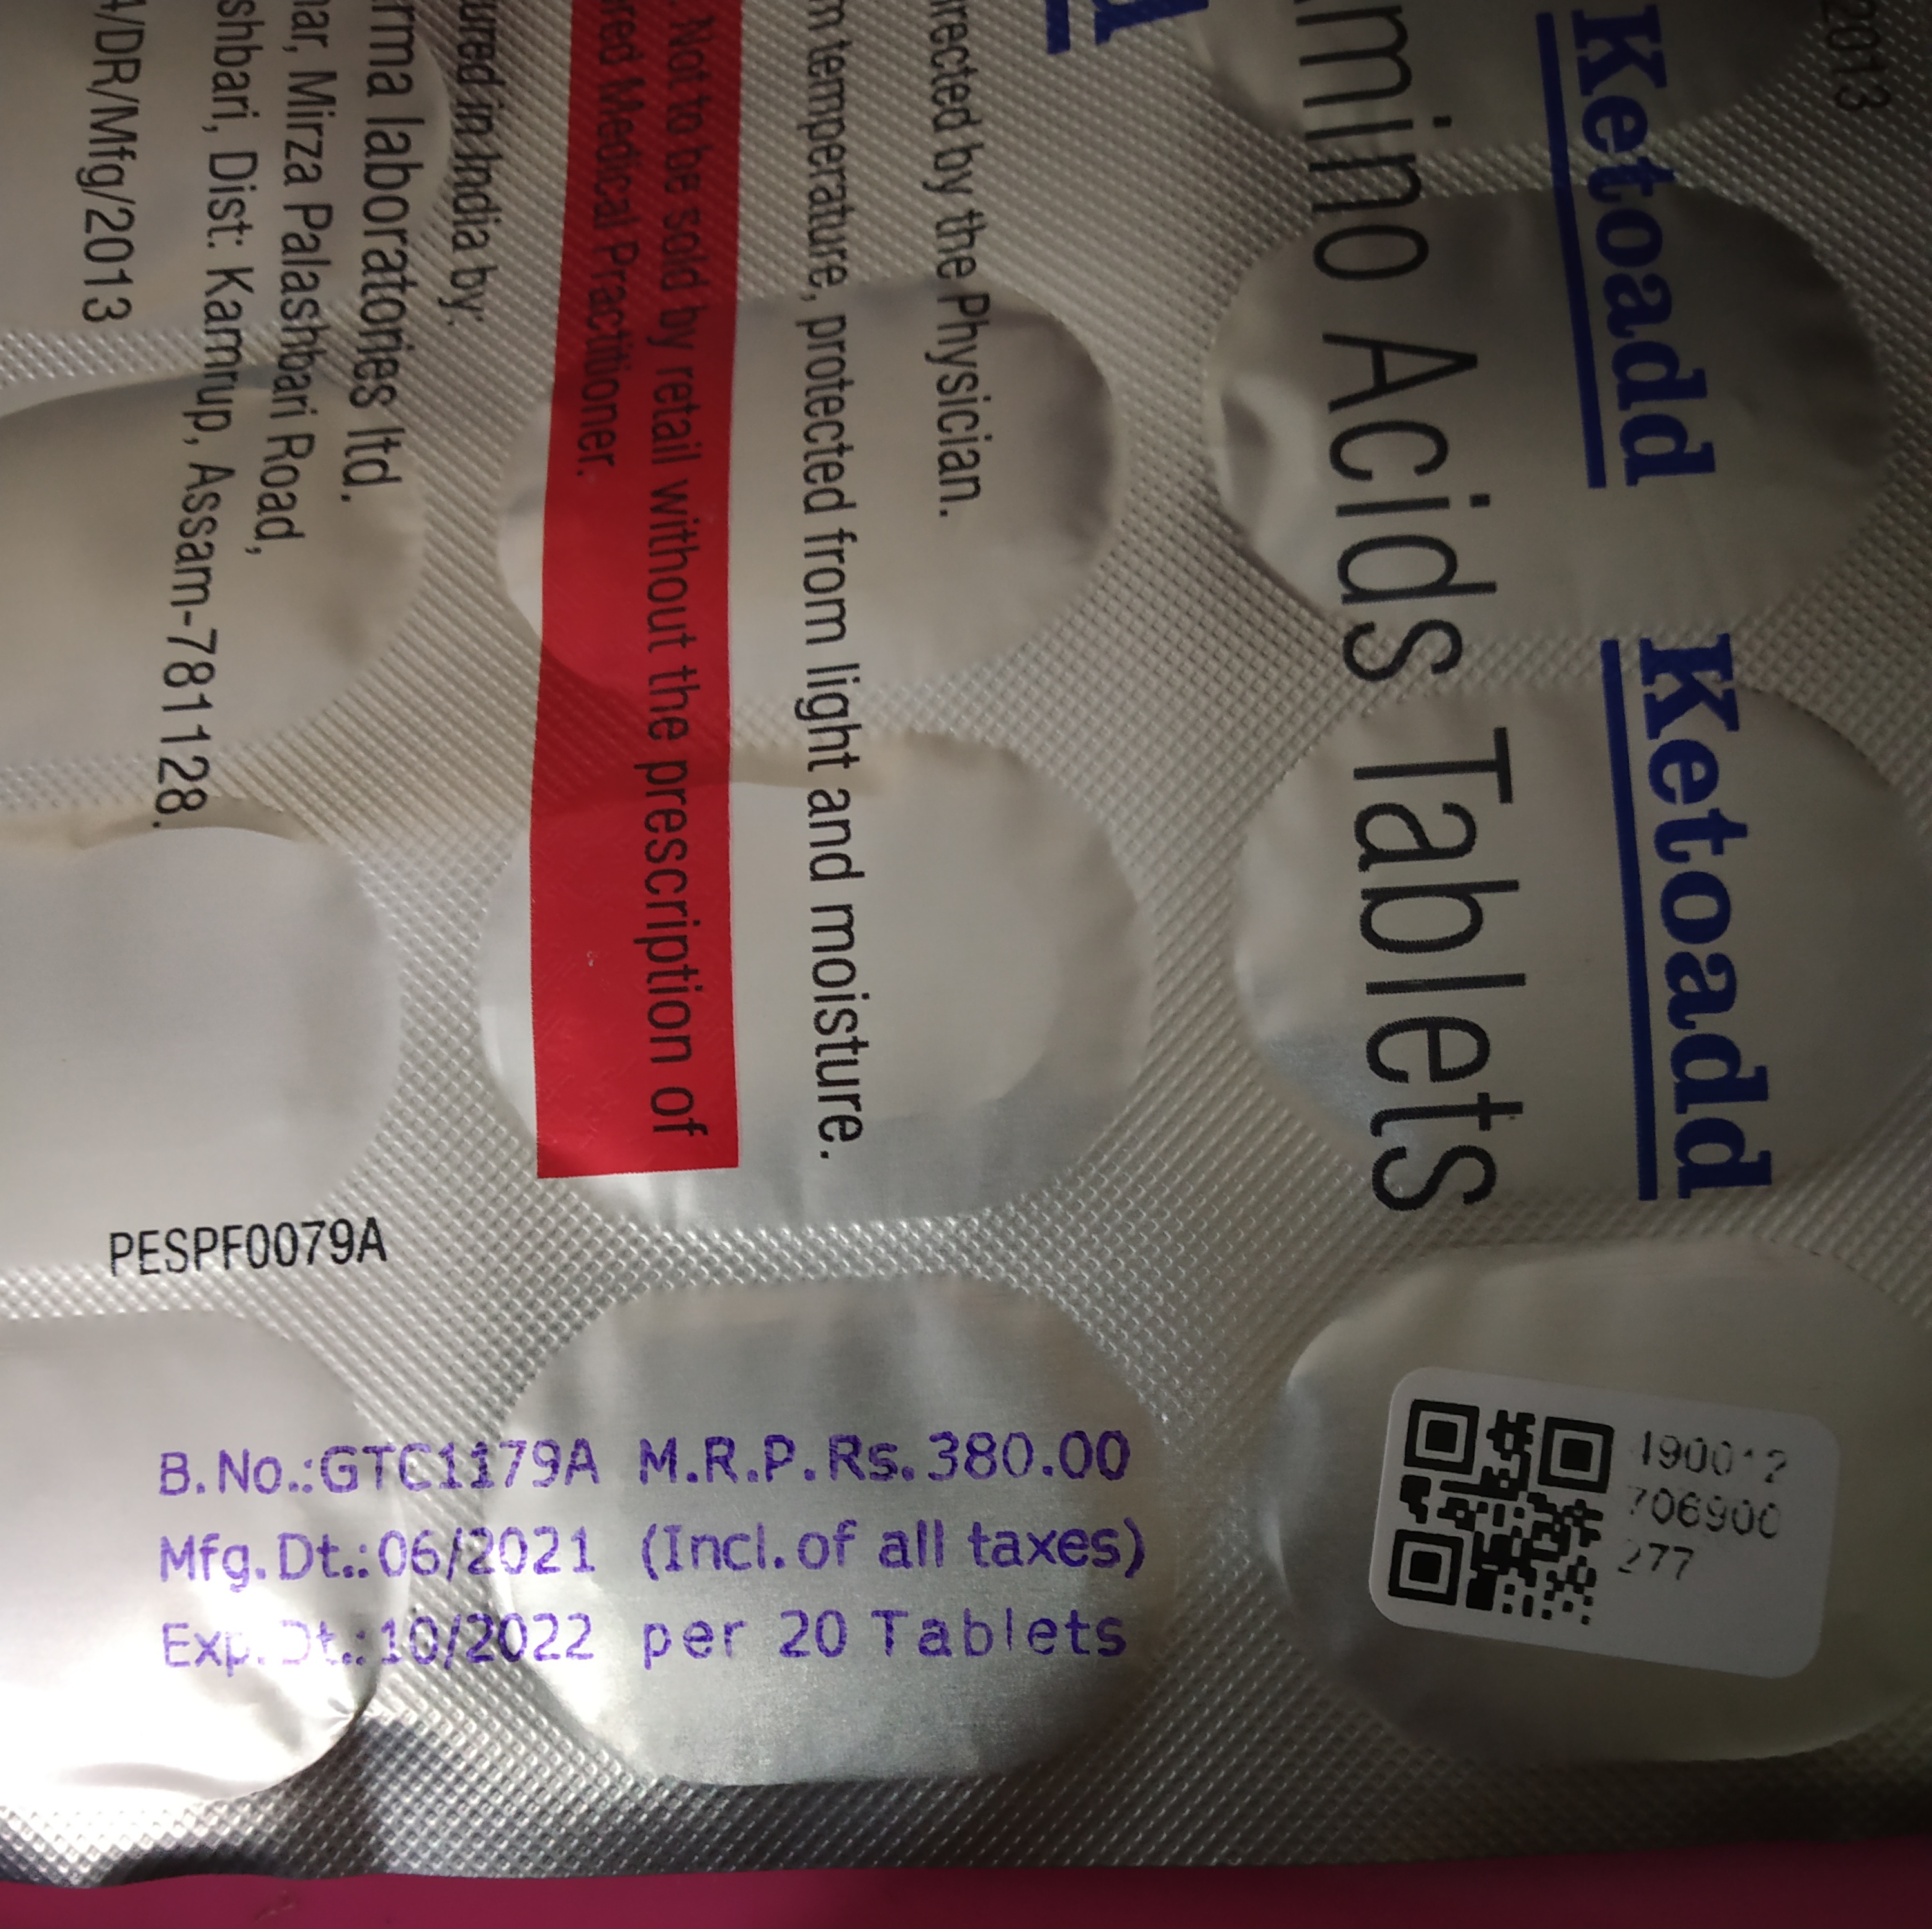 2013
Ketoadd Ketoadd
mino Acids Tablets
d
rected by the Physician.
m temperature, protected from light and moisture.
Not to be sold by retail without the prescription of
red Medical Practitioner.
ured in India by:
rma laboratories ltd.
nar, Mirza Palashbari Road,
shbari, Dist: Kamrup, Assam-781128.
/DR/Mfg/2013
PESPF0079A
B.No.:GTC1179A M.R.P.Rs.380.00
Mfg.Dt.:06/2021 (Incl.of all taxes)
Exp.Dt.:10/2022 per 20 Tablets
706900
277